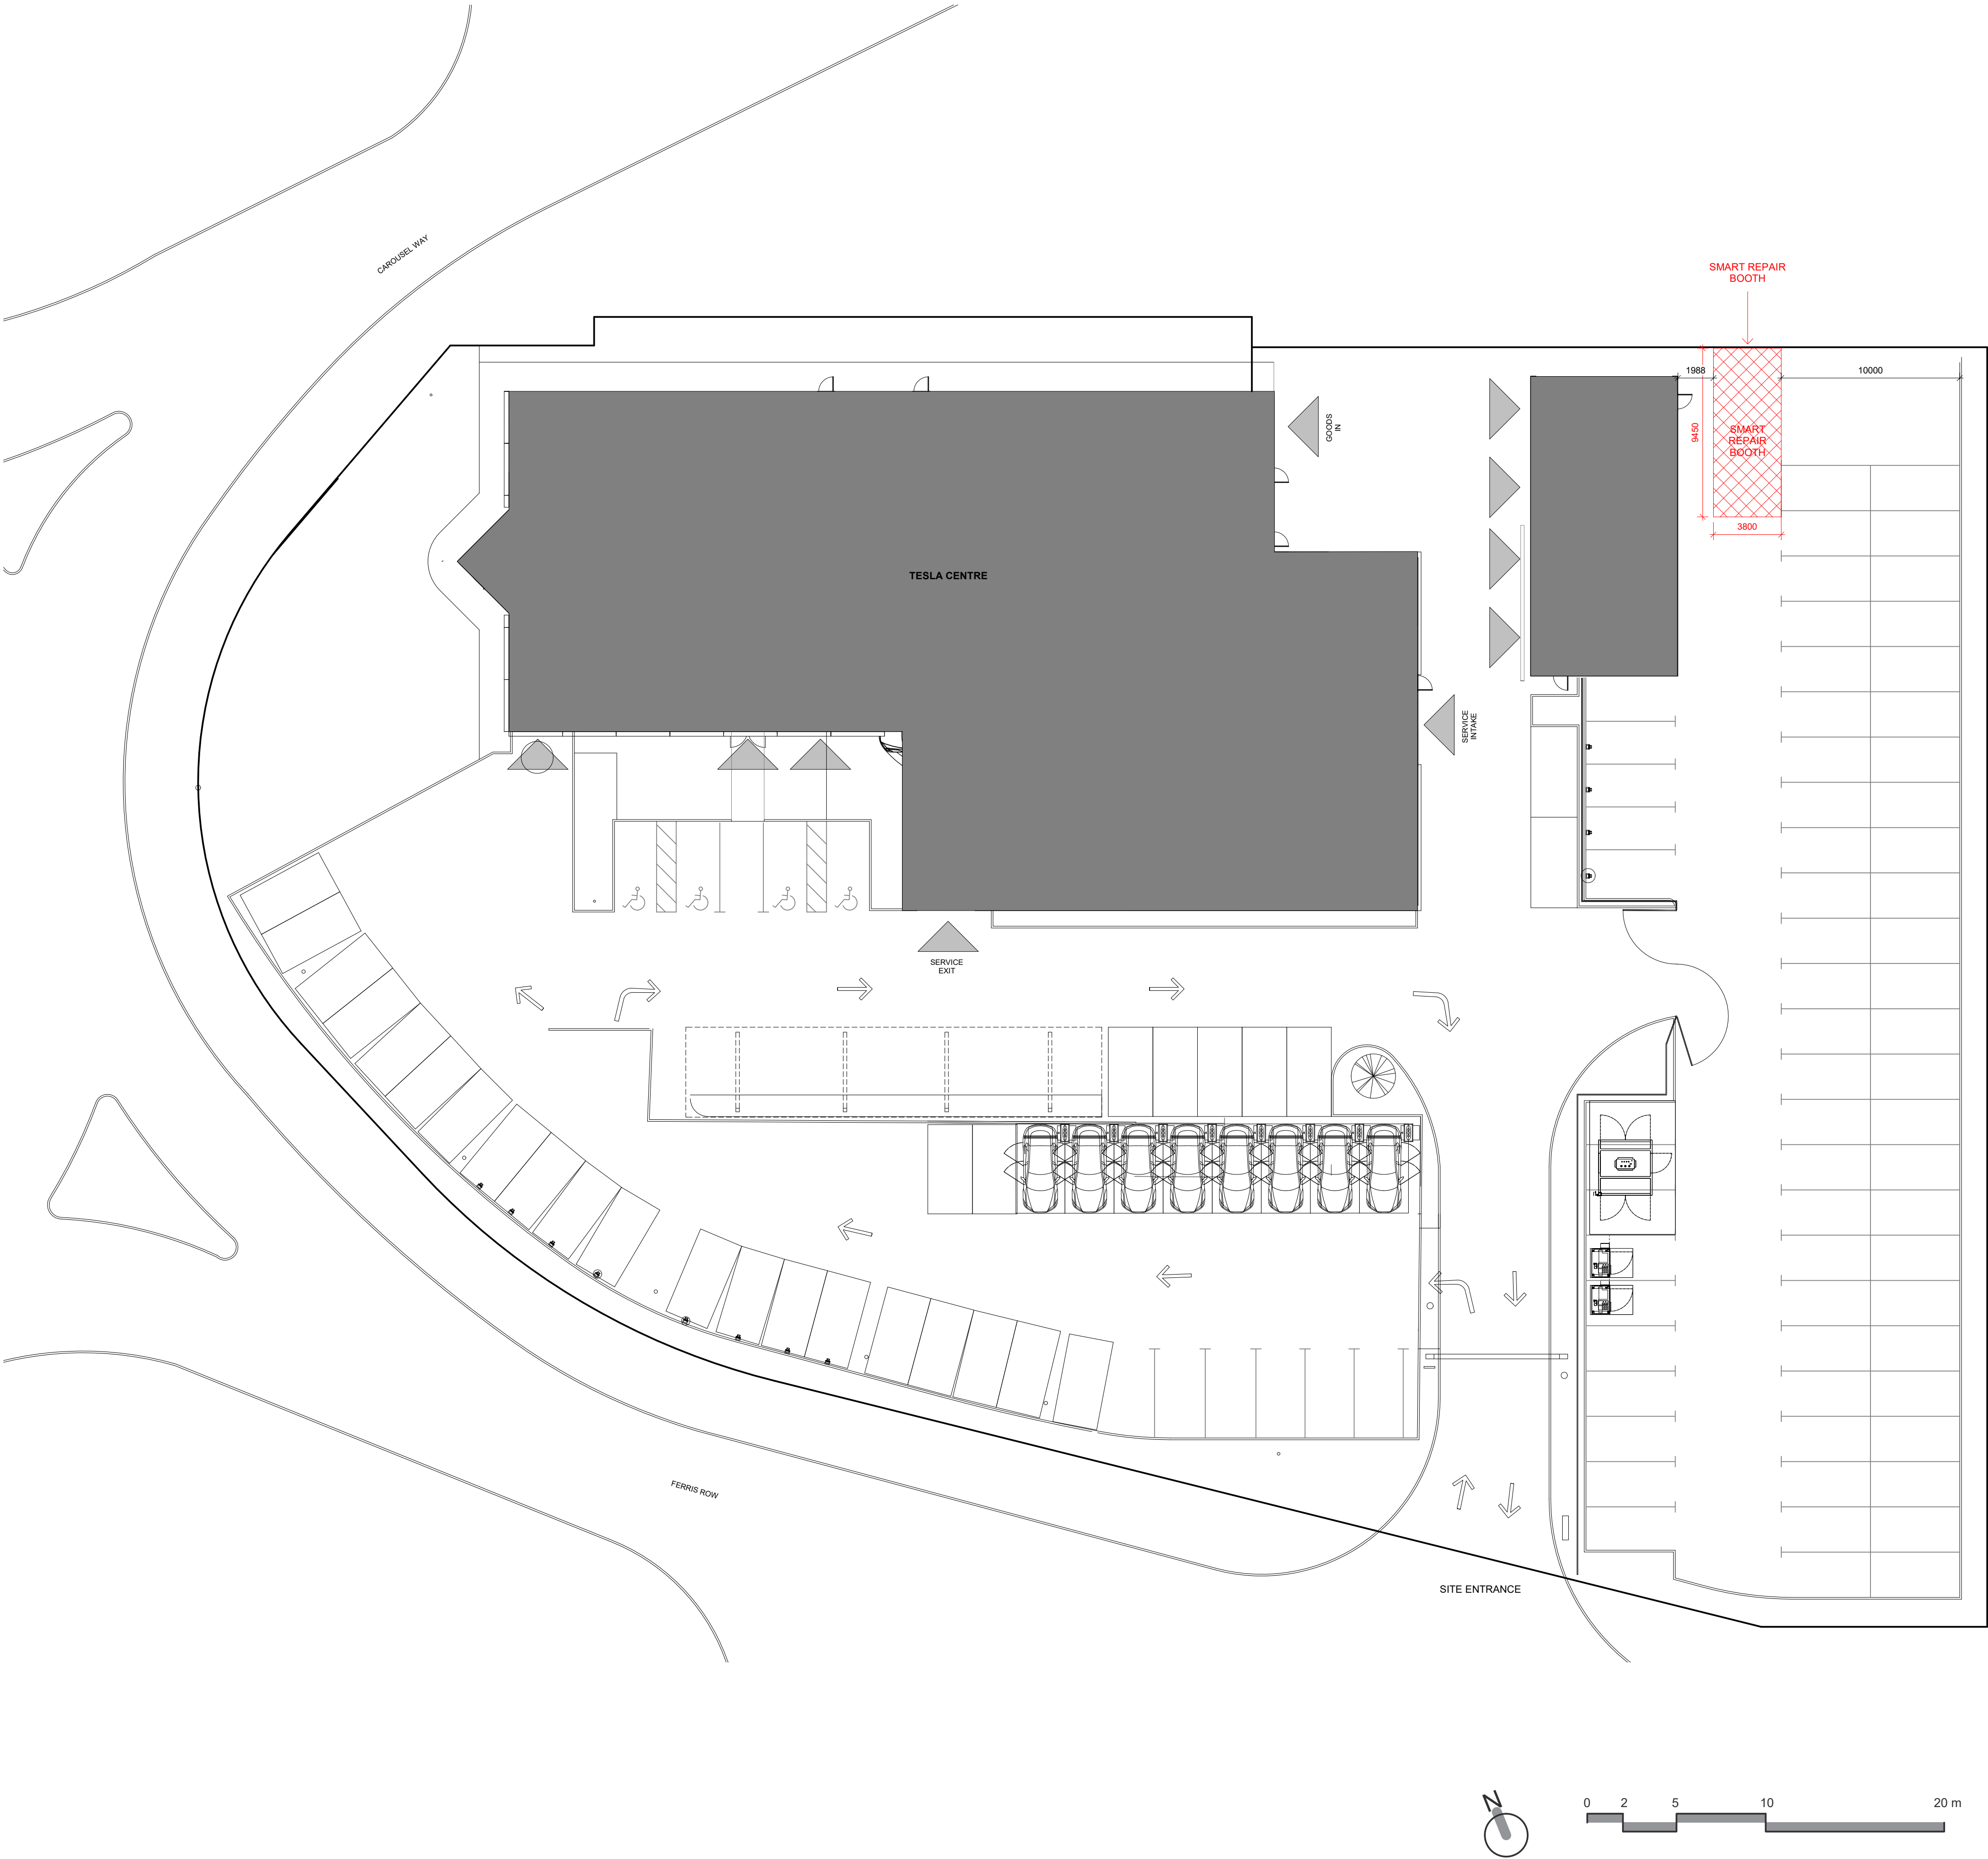 CAROUSEL WAY
SMART REPAIR
BOOTH
1988
10000
GOODS
IN
9450
SMART
REPAIR
BOOTH
3800
TESLA CENTRE
SERVICE
INTAKE
SERVICE
EXIT
FERRIS ROW
SITE ENTRANCE
N
0 2 5 10 20 m